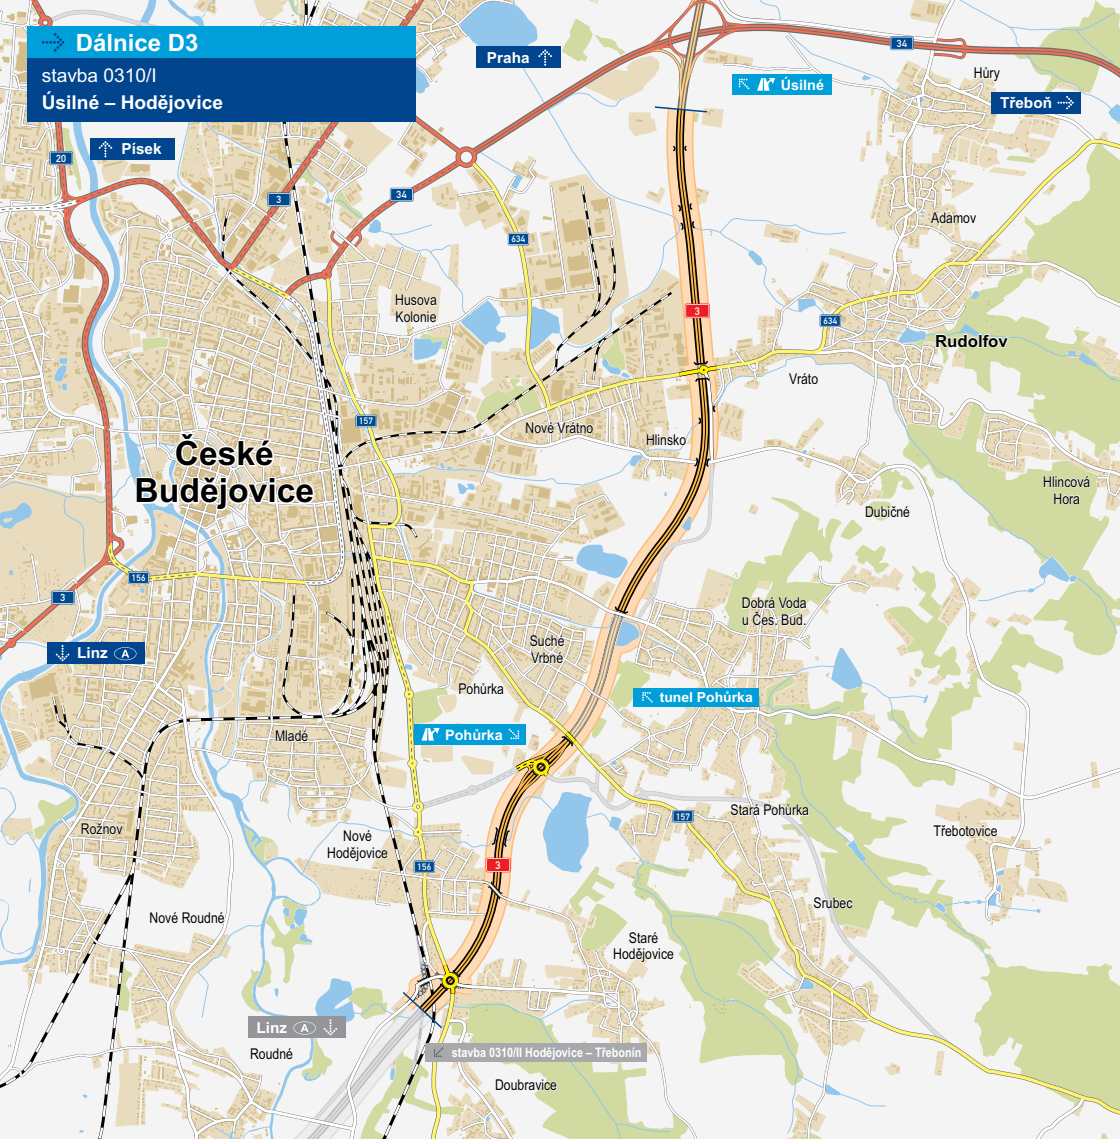 Dálnice D3
stavba 0310/I
Úsilné – Hodějovice
Praha
34
Úsilné
Hůry
Třeboň
Písek
20
3
34
634
Adamov
Husova
Kolonie
3
634
Rudolfov
Vráto
157
Nové Vrátno
Hlinsko
České
Budějovice
Hlincová
Hora
Dubičné
156
3
Dobrá Voda
u Čes. Bud.
Suché
Vrbné
Linz A
Pohůrka
tunel Pohůrka
Mladé
Pohůrka
Stará Pohůrka
157
Rožnov
Třebotovice
Nové
Hodějovice
156
3
Srubec
Nové Roudné
Staré
Hodějovice
Linz A
Roudné
stavba 0310/II Hodějovice – Třebonín
Doubravice